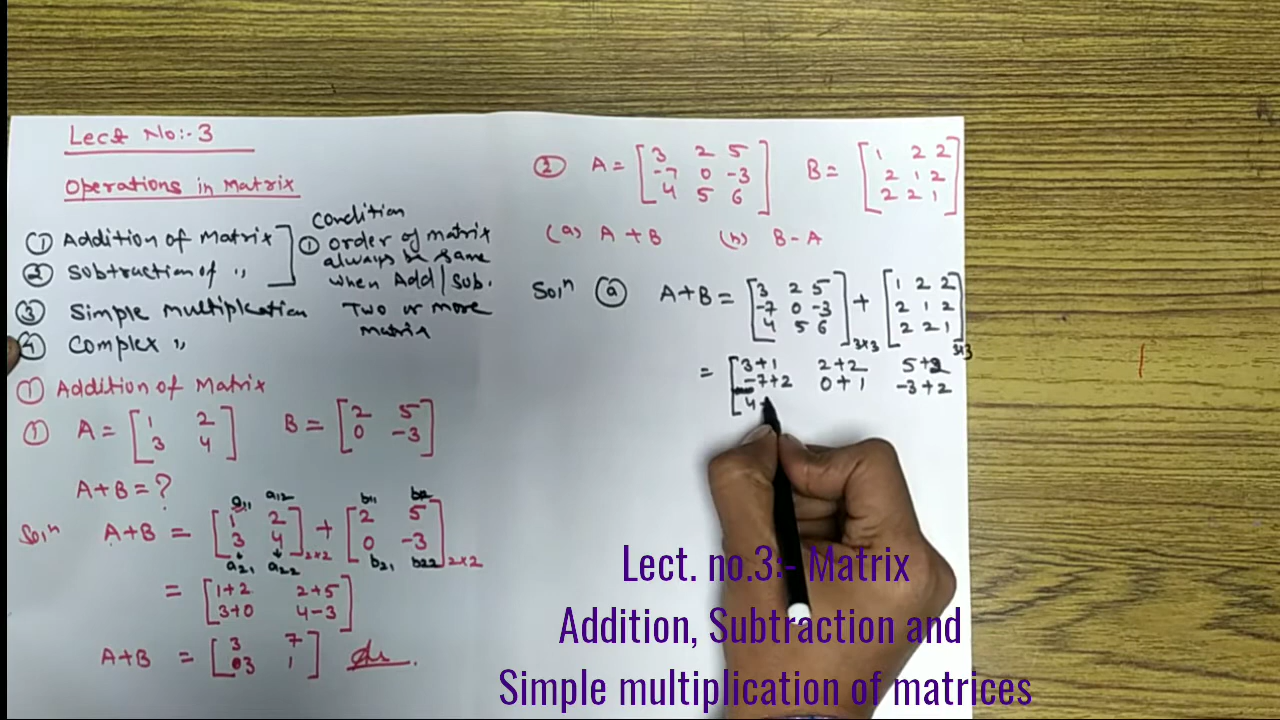 Lect No:- 3
Operations in Matrix
① Addition of Matrix
② Subtraction of ,,
③ Simple multiplication
④ Complex ,,
Condition
① order of matrix
always be same
when Add | Sub.
Two or more
matrix
① Addition of Matrix
① A = [ 1 2
3 4 ] B = [ 2 5
0 -3 ]
A+B = ?
Solⁿ A+B = [ 1 2
3 4 ]2×2 + [ 2 5
0 -3 ]2×2
a11 a12 b11
a21 a22 b21 b22
= [ 1+2 2+5
3+0 4-3 ]
A+B = [ 3 7
3 1 ]
② A = [ 3 2 5
-7 0 -3
4 5 6 ] B = [ 1 2 2
2 1 2
2 2 1 ]
(a) A+B (b) B-A
Solⁿ ⓐ A+B = [ 3 2 5
-7 0 -3
4 5 6 ]3×3 + [ 1 2 2
2 1 2
2 2 1 ]3×3
= [ 3+1 2+2 5+2
-7+2 0+1 -3+2
4
Lect. no.3:- Matrix
Addition, Subtraction and
Simple multiplication of matrices